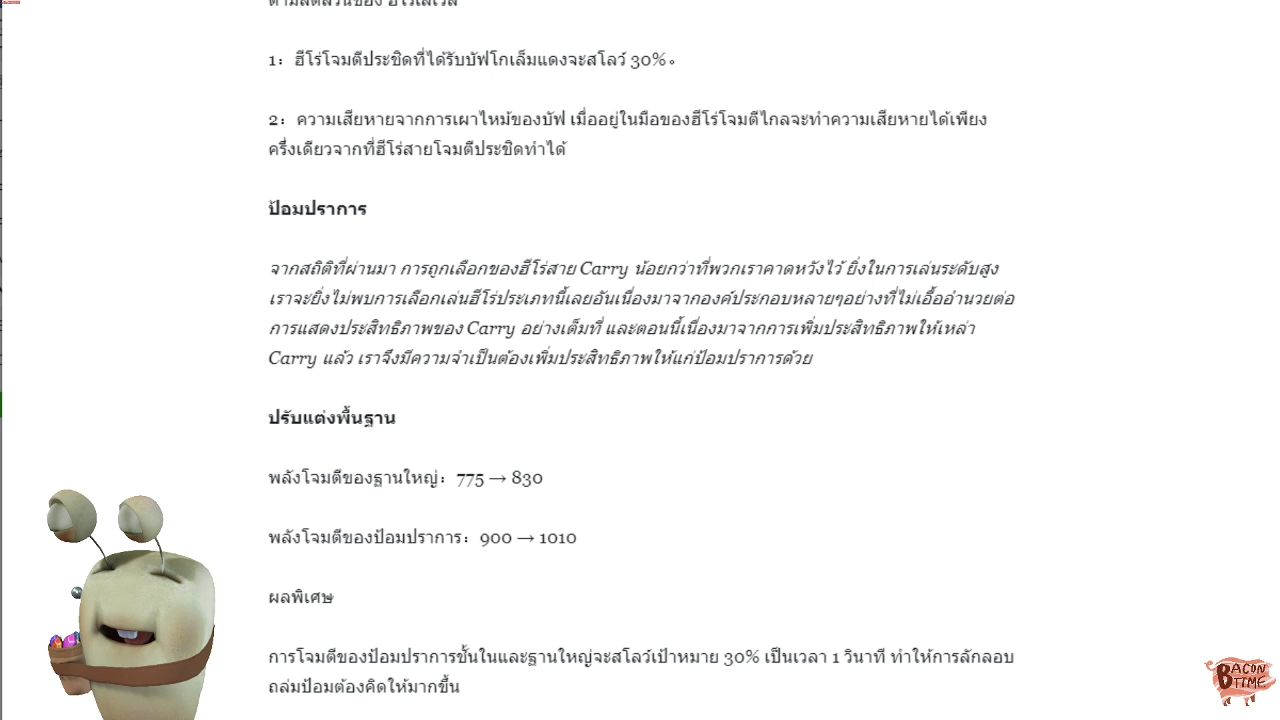 1：ฮีโร่โจมตีประชิดที่ได้รับบัฟโกเล็มแดงจะสโลว์ 30%。
2：ความเสียหายจากการเผาไหม้ของบัฟ เมื่ออยู่ในมือของฮีโร่โจมตีไกลจะทำความเสียหายได้เพียง
ครึ่งเดียวจากที่ฮีโร่สายโจมตีประชิดทำได้
ป้อมปราการ
จากสถิติที่ผ่านมา การถูกเลือกของฮีโร่สาย Carry น้อยกว่าที่พวกเราคาดหวังไว้ ยิ่งในการเล่นระดับสูง
เราจะยิ่งไม่พบการเลือกเล่นฮีโร่ประเภทนี้เลยอันเนื่องมาจากองค์ประกอบหลายๆอย่างที่ไม่เอื้ออำนวยต่อ
การแสดงประสิทธิภาพของ Carry อย่างเต็มที่ และตอนนี้เนื่องมาจากการเพิ่มประสิทธิภาพให้เหล่า
Carry แล้ว เราจึงมีความจำเป็นต้องเพิ่มประสิทธิภาพให้แก่ป้อมปราการด้วย
ปรับแต่งพื้นฐาน
พลังโจมตีของฐานใหญ่：775 → 830
พลังโจมตีของป้อมปราการ：900 → 1010
ผลพิเศษ
การโจมตีของป้อมปราการชั้นในและฐานใหญ่จะสโลว์เป้าหมาย 30% เป็นเวลา 1 วินาที ทำให้การลักลอบ
ถล่มป้อมต้องคิดให้มากขึ้น
BACON
TIME